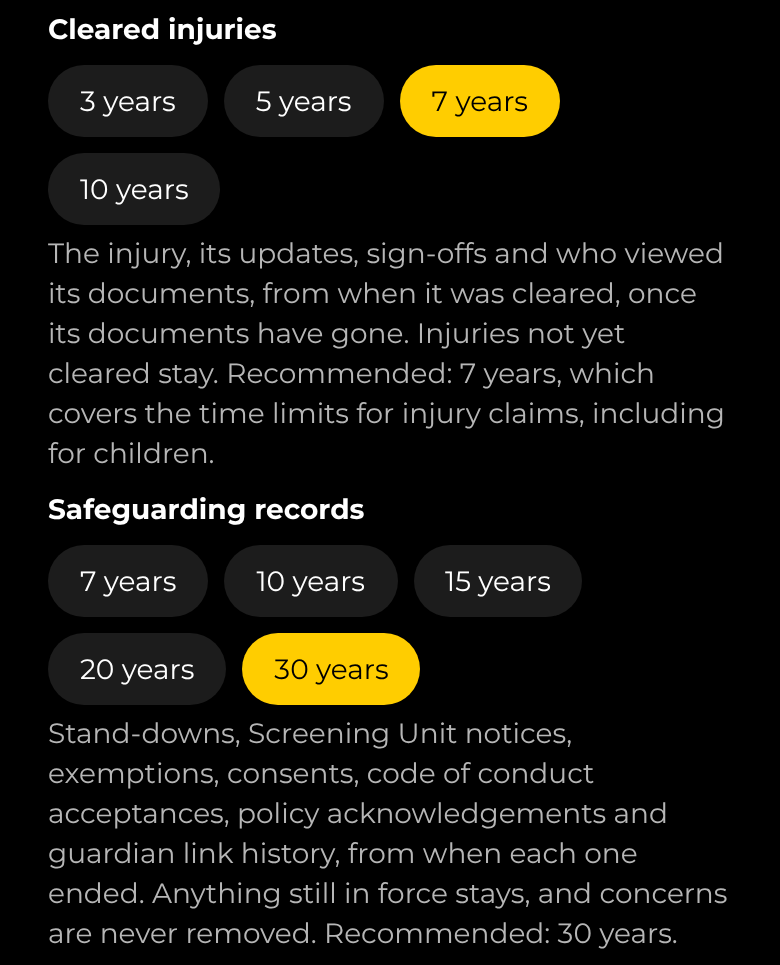 Cleared injuries
3 years
5 years
7 years
10 years
The injury, its updates, sign-offs and who viewed
its documents, from when it was cleared, once
its documents have gone. Injuries not yet
cleared stay. Recommended: 7 years, which
covers the time limits for injury claims, including
for children.
Safeguarding records
7 years
10 years
15 years
20 years
30 years
Stand-downs, Screening Unit notices,
exemptions, consents, code of conduct
acceptances, policy acknowledgements and
guardian link history, from when each one
ended. Anything still in force stays, and concerns
are never removed. Recommended: 30 years.